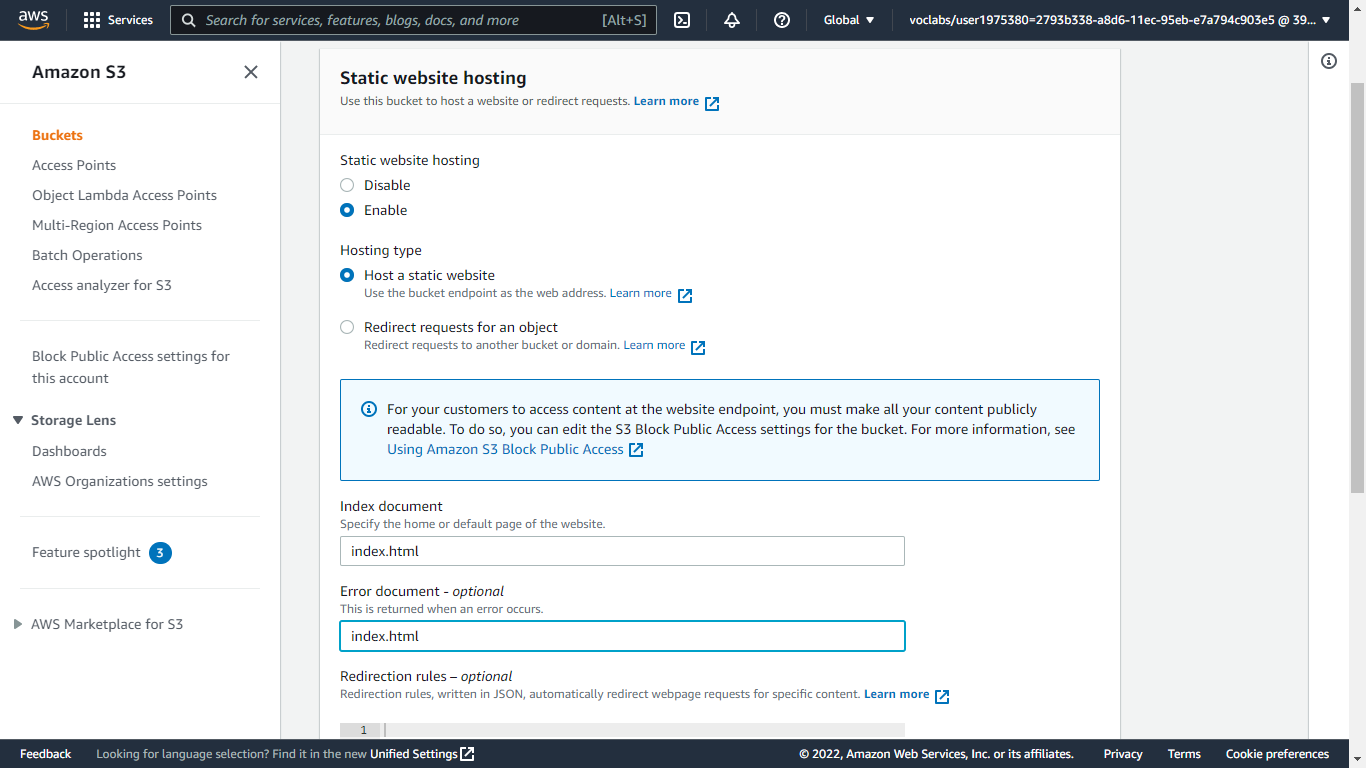 aws
Services
Search for services, features, blogs, docs, and more
[Alt+S]
Global
voclabs/user1975380=2793b338-a8d6-11ec-95eb-e7a794c903e5 @ 39...
Amazon S3
Buckets
Access Points
Object Lambda Access Points
Multi-Region Access Points
Batch Operations
Access analyzer for S3
Block Public Access settings for
this account
Storage Lens
Dashboards
AWS Organizations settings
Feature spotlight 3
AWS Marketplace for S3
Static website hosting
Use this bucket to host a website or redirect requests. Learn more
Static website hosting
Disable
Enable
Hosting type
Host a static website
Use the bucket endpoint as the web address. Learn more
Redirect requests for an object
Redirect requests to another bucket or domain. Learn more
For your customers to access content at the website endpoint, you must make all your content publicly
readable. To do so, you can edit the S3 Block Public Access settings for the bucket. For more information, see
Using Amazon S3 Block Public Access
Index document
Specify the home or default page of the website.
index.html
Error document - optional
This is returned when an error occurs.
index.html
Redirection rules – optional
Redirection rules, written in JSON, automatically redirect webpage requests for specific content. Learn more
1
Feedback
Looking for language selection? Find it in the new Unified Settings
© 2022, Amazon Web Services, Inc. or its affiliates.
Privacy
Terms
Cookie preferences